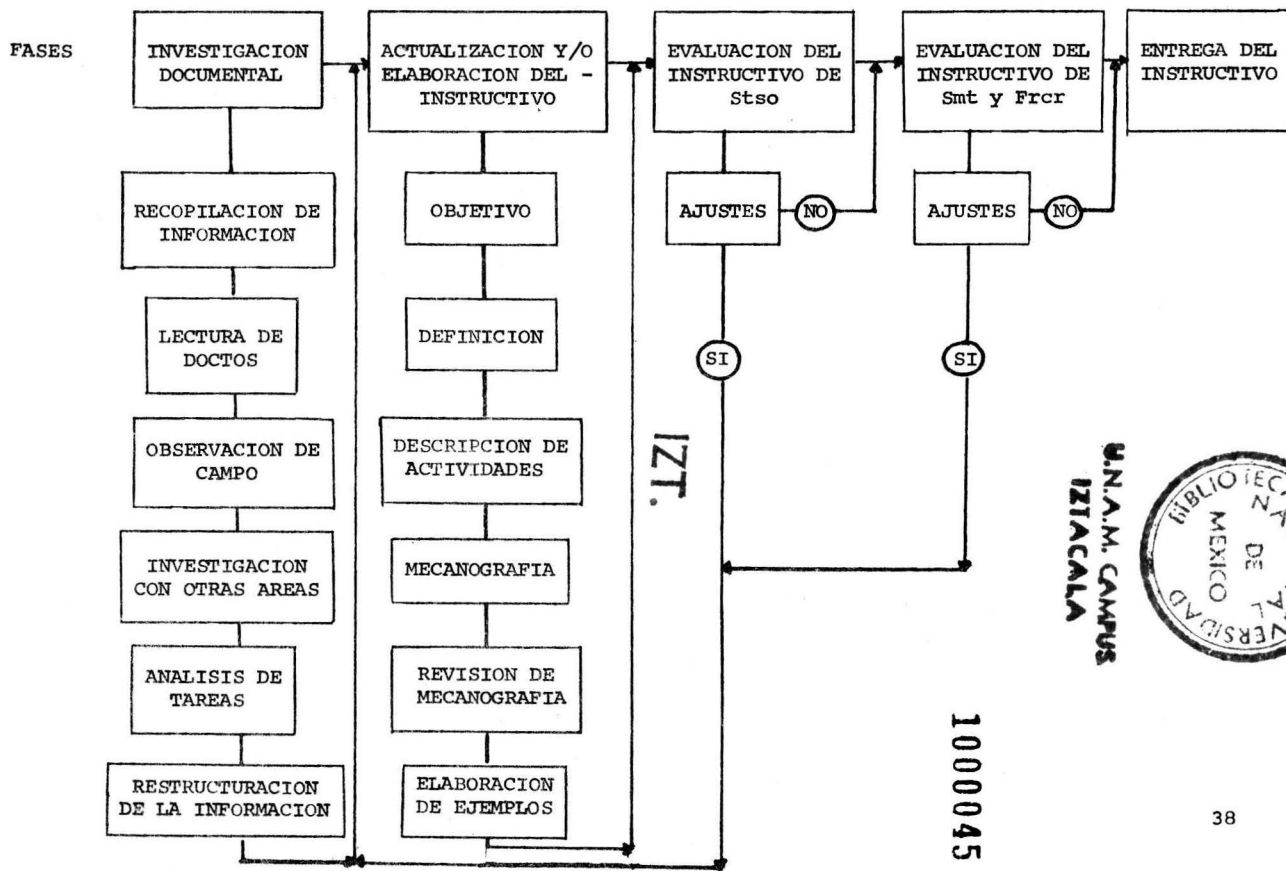 FASES
INVESTIGACION
DOCUMENTAL
ACTUALIZACION Y/O
ELABORACION DEL -
INSTRUCTIVO
EVALUACION DEL
INSTRUCTIVO DE
Stso
EVALUACION DEL
INSTRUCTIVO DE
Smt y Frcr
ENTREGA DEL
INSTRUCTIVO
RECOPILACION DE
INFORMACION
LECTURA DE
DOCTOS
OBSERVACION DE
CAMPO
INVESTIGACION
CON OTRAS AREAS
ANALISIS DE
TAREAS
RESTRUCTURACION
DE LA INFORMACION
OBJETIVO
DEFINICION
DESCRIPCION DE
ACTIVIDADES
MECANOGRAFIA
REVISION DE
MECANOGRAFIA
ELABORACION
DE EJEMPLOS
AJUSTES
NO
SI
AJUSTES
NO
SI
IZT.
U.N.A.M. CAMPUS
IZTACALA
MEXICO
DE
1000045
38